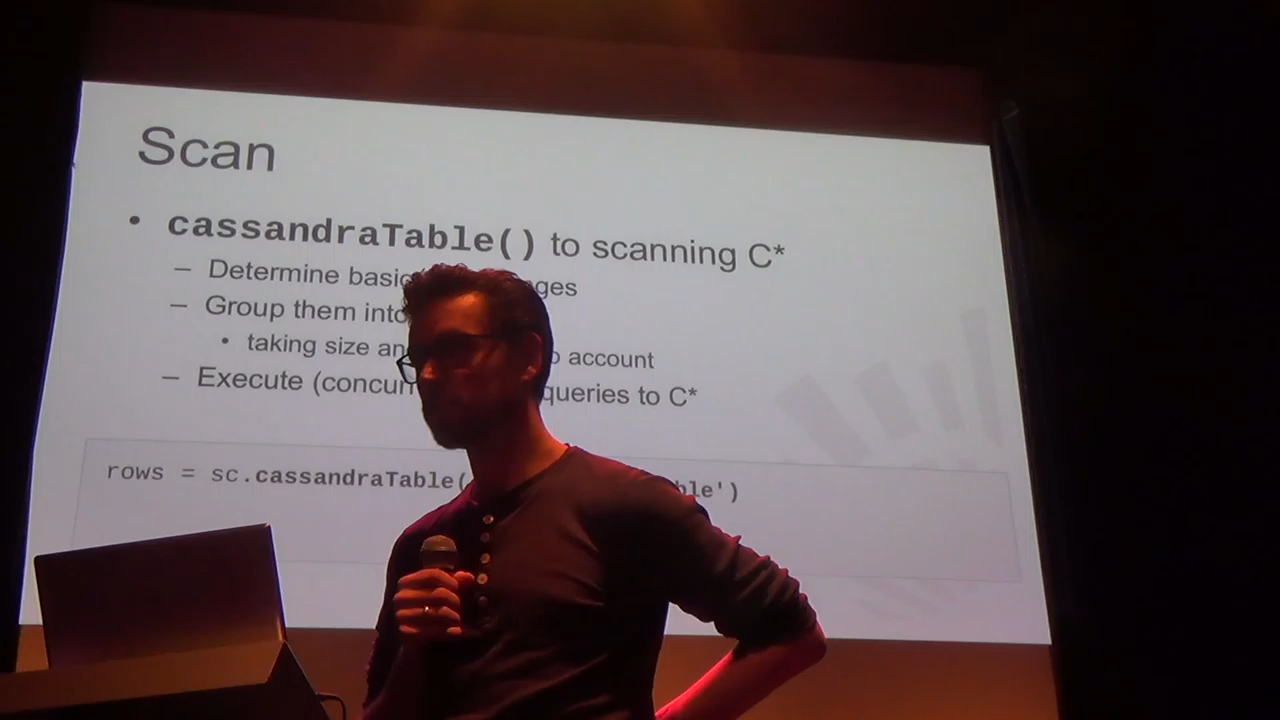 Scan
• cassandraTable() to scanning C*
– Determine basic ges
– Group them into
• taking size an account
– Execute (concur queries to C*
rows = sc.cassandraTable( ble')